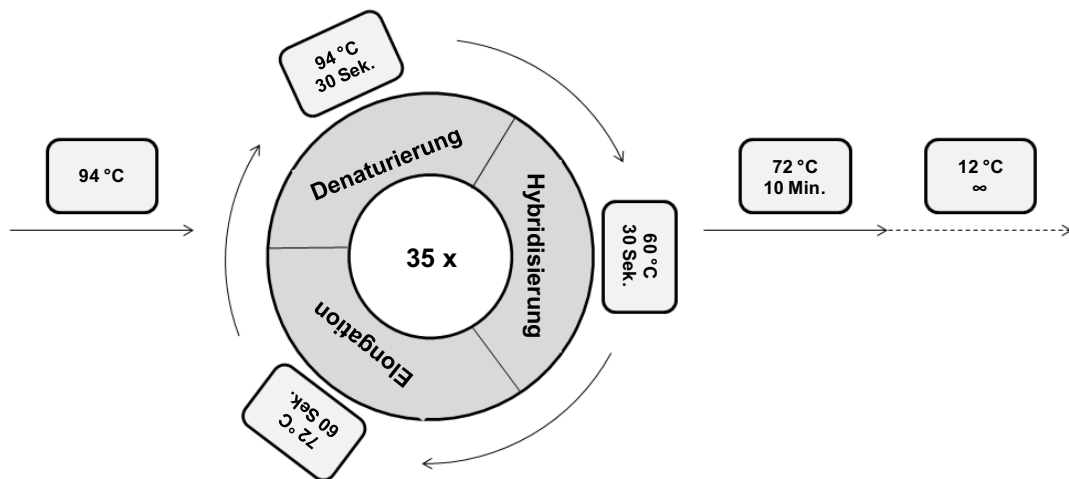 94 °C
94 °C
30 Sek.
Denaturierung
Hybridisierung
60 °C
30 Sek.
Elongation
72 °C
60 Sek.
35 x
72 °C
10 Min.
12 °C
∞